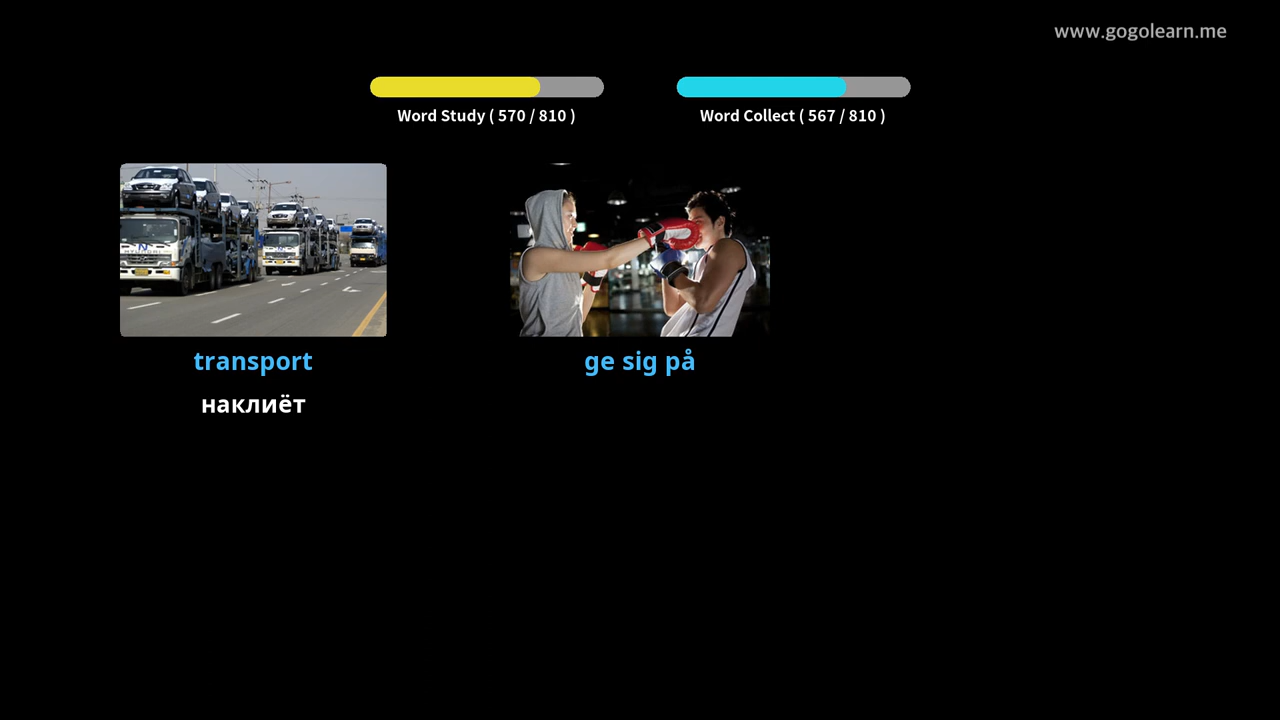 www.gogolearn.me
Word Study ( 570 / 810 )
Word Collect ( 567 / 810 )
transport
ge sig på
наклиёт